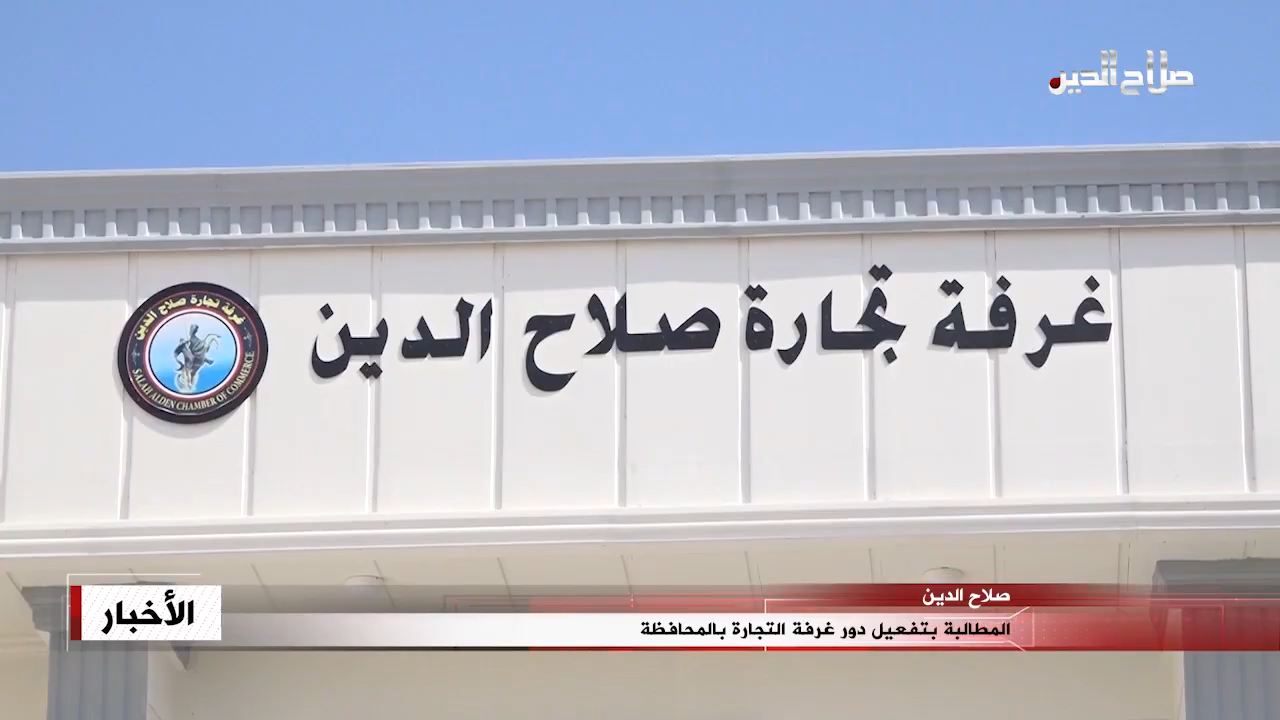 صلاح الدين
غرفة تجارة صلاح الدين
غرفة تجارة صلاح الدين
SALAH ALDEN CHAMBER OF COMMERCE
صلاح الدين
المطالبة بتفعيل دور غرفة التجارة بالمحافظة
الأخبار